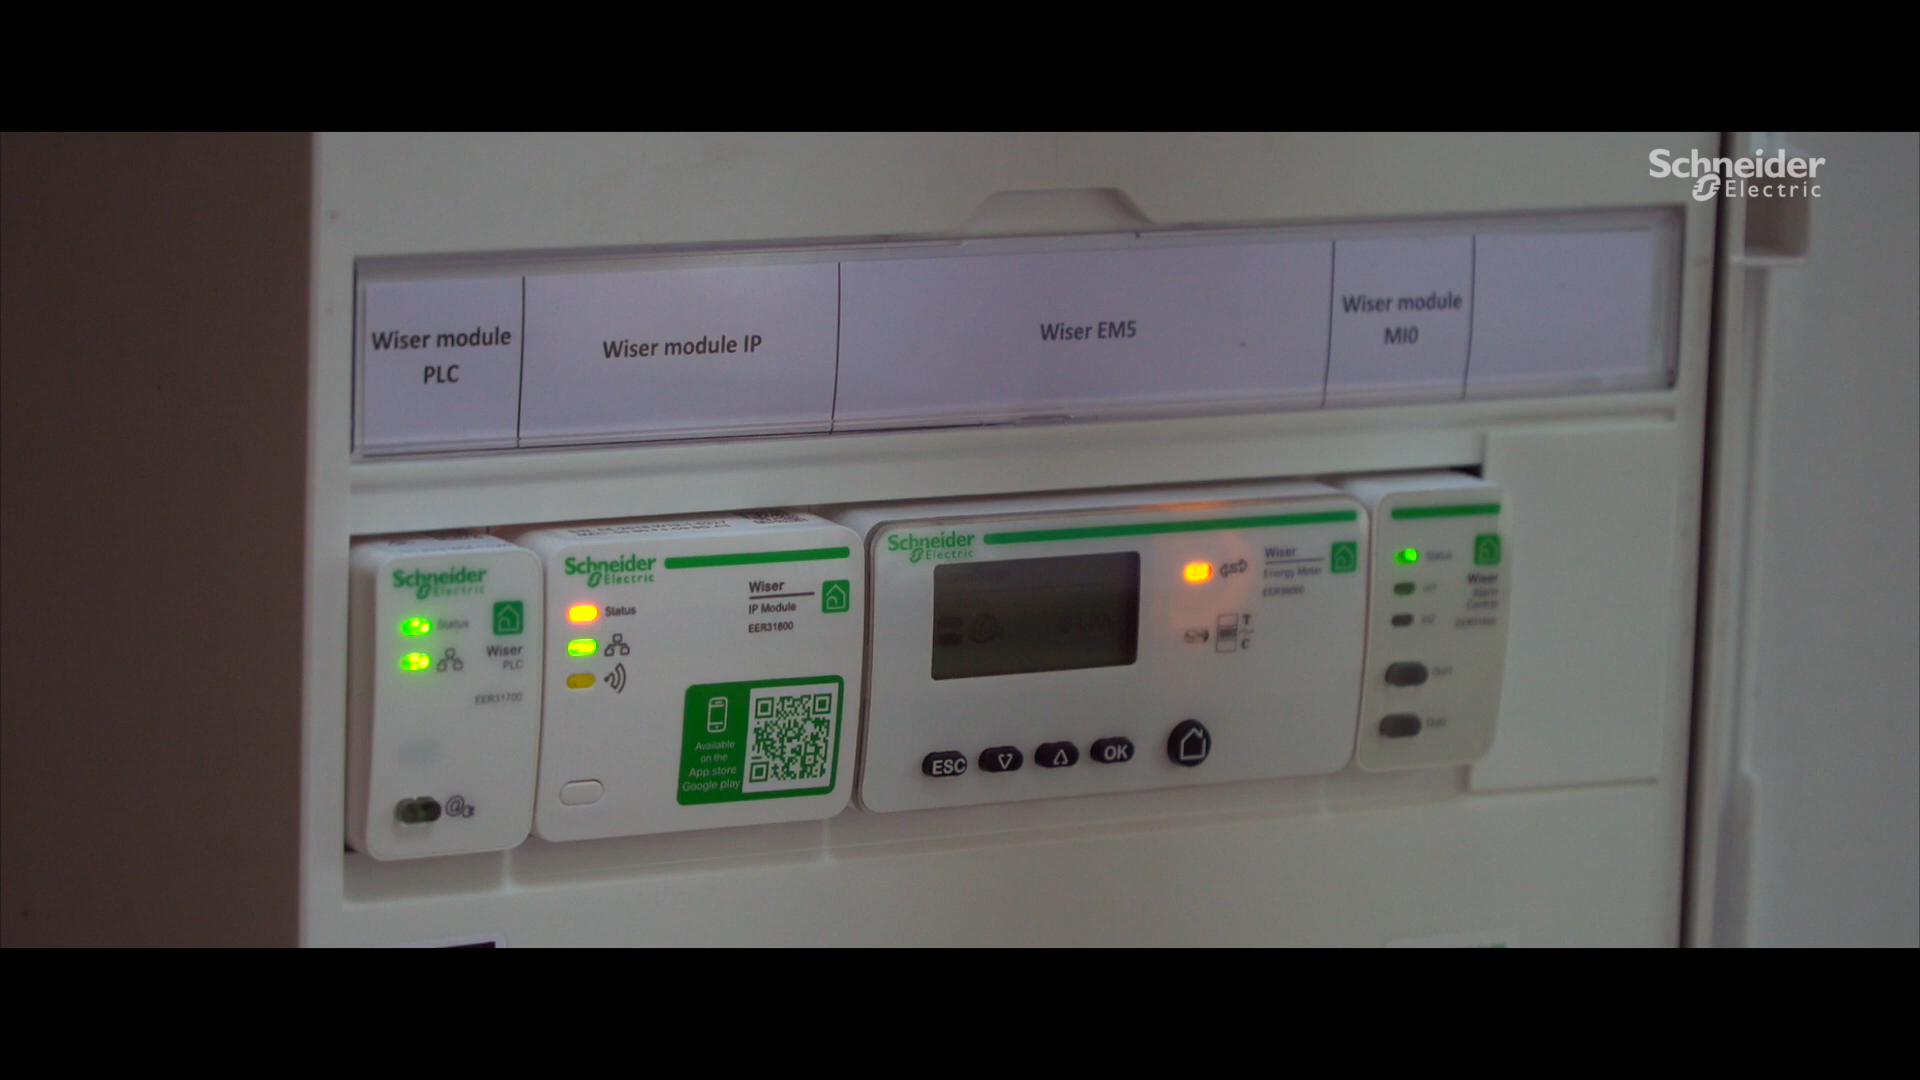 Schneider
Electric
Wiser module
PLC
Wiser module IP
Wiser EM5
Wiser module
MI0
Schneider
Electric
Status
Wiser
PLC
EER31700
Schneider
Electric
Status
Wiser
IP Module
EER31800
Available
on the
App store
Google play
Schneider
Electric
Wiser
Energy Meter
T
C
ESC
OK
Status
Wiser
Alarm
Control